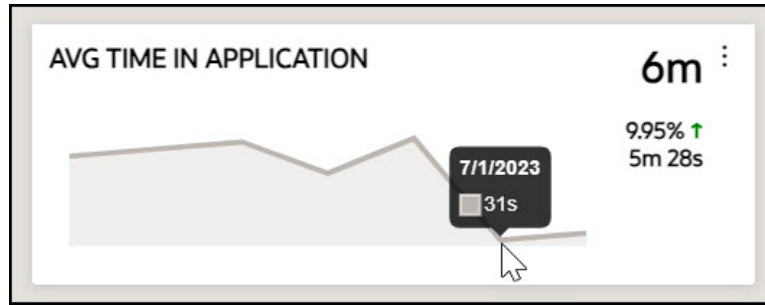 AVG TIME IN APPLICATION
6m
9.95% ↑
5m 28s
7/1/2023
31s